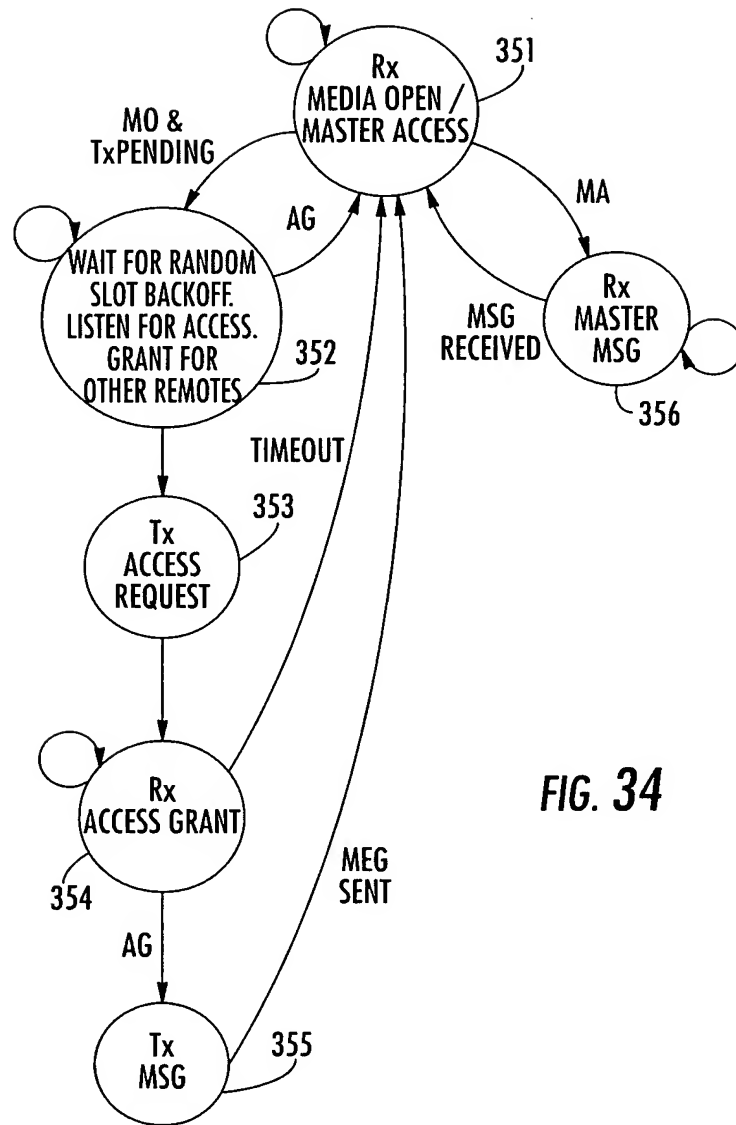 351
Rx
MEDIA OPEN /
MASTER ACCESS
MO &
TxPENDING
AG
MA
WAIT FOR RANDOM
SLOT BACKOFF.
LISTEN FOR ACCESS.
GRANT FOR
OTHER REMOTES
352
MSG
RECEIVED
Rx
MASTER
MSG
356
TIMEOUT
353
Tx
ACCESS
REQUEST
Rx
ACCESS GRANT
354
FIG. 34
MEG
SENT
AG
Tx
MSG
355